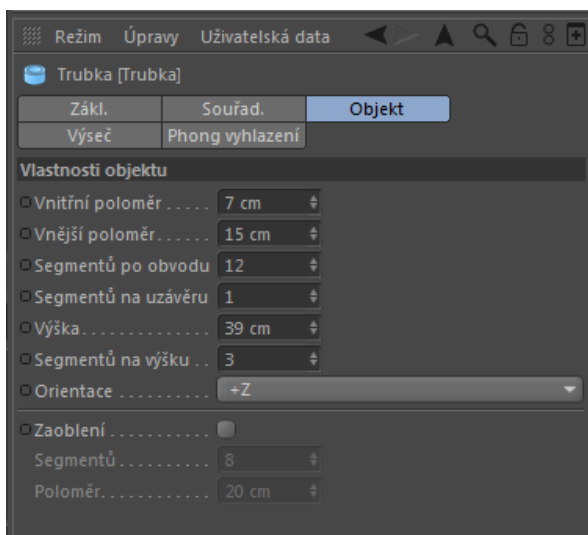 Režim Úpravy Uživatelská data
Trubka [Trubka]
Zákl. Souřad. Objekt
Výseč Phong vyhlazení
Vlastnosti objektu
Vnitřní poloměr ..... 7 cm
Vnější poloměr...... 15 cm
Segmentů po obvodu 12
Segmentů na uzávěru 1
Výška.............. 39 cm
Segmentů na výšku .. 3
Orientace .......... +Z
Zaoblení ...........
Segmentů.......... 8
Poloměr............ 20 cm